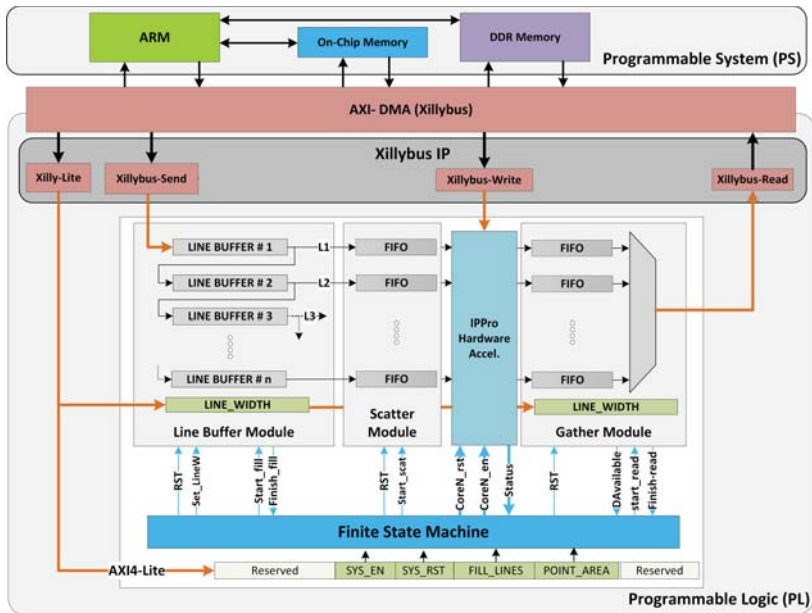 ARM
On-Chip Memory
DDR Memory
Programmable System (PS)
AXI- DMA (Xillybus)
Xillybus IP
Xilly-Lite
Xillybus-Send
Xillybus-Write
Xillybus-Read
LINE BUFFER # 1
L1
FIFO
FIFO
LINE BUFFER # 2
L2
FIFO
FIFO
LINE BUFFER # 3
L3
IPPro
Hardware
Accel.
LINE BUFFER # n
FIFO
FIFO
LINE_WIDTH
LINE_WIDTH
Line Buffer Module
Scatter
Module
Gather Module
RST
Set_LineW
Start_fill
Finish_fill
RST
Start_scat
CoreN_rst
CoreN_en
Status
RST
DAvailable
start_read
Finish-read
Finite State Machine
AXI4-Lite
Reserved
SYS_EN
SYS_RST
FILL_LINES
POINT_AREA
Reserved
Programmable Logic (PL)